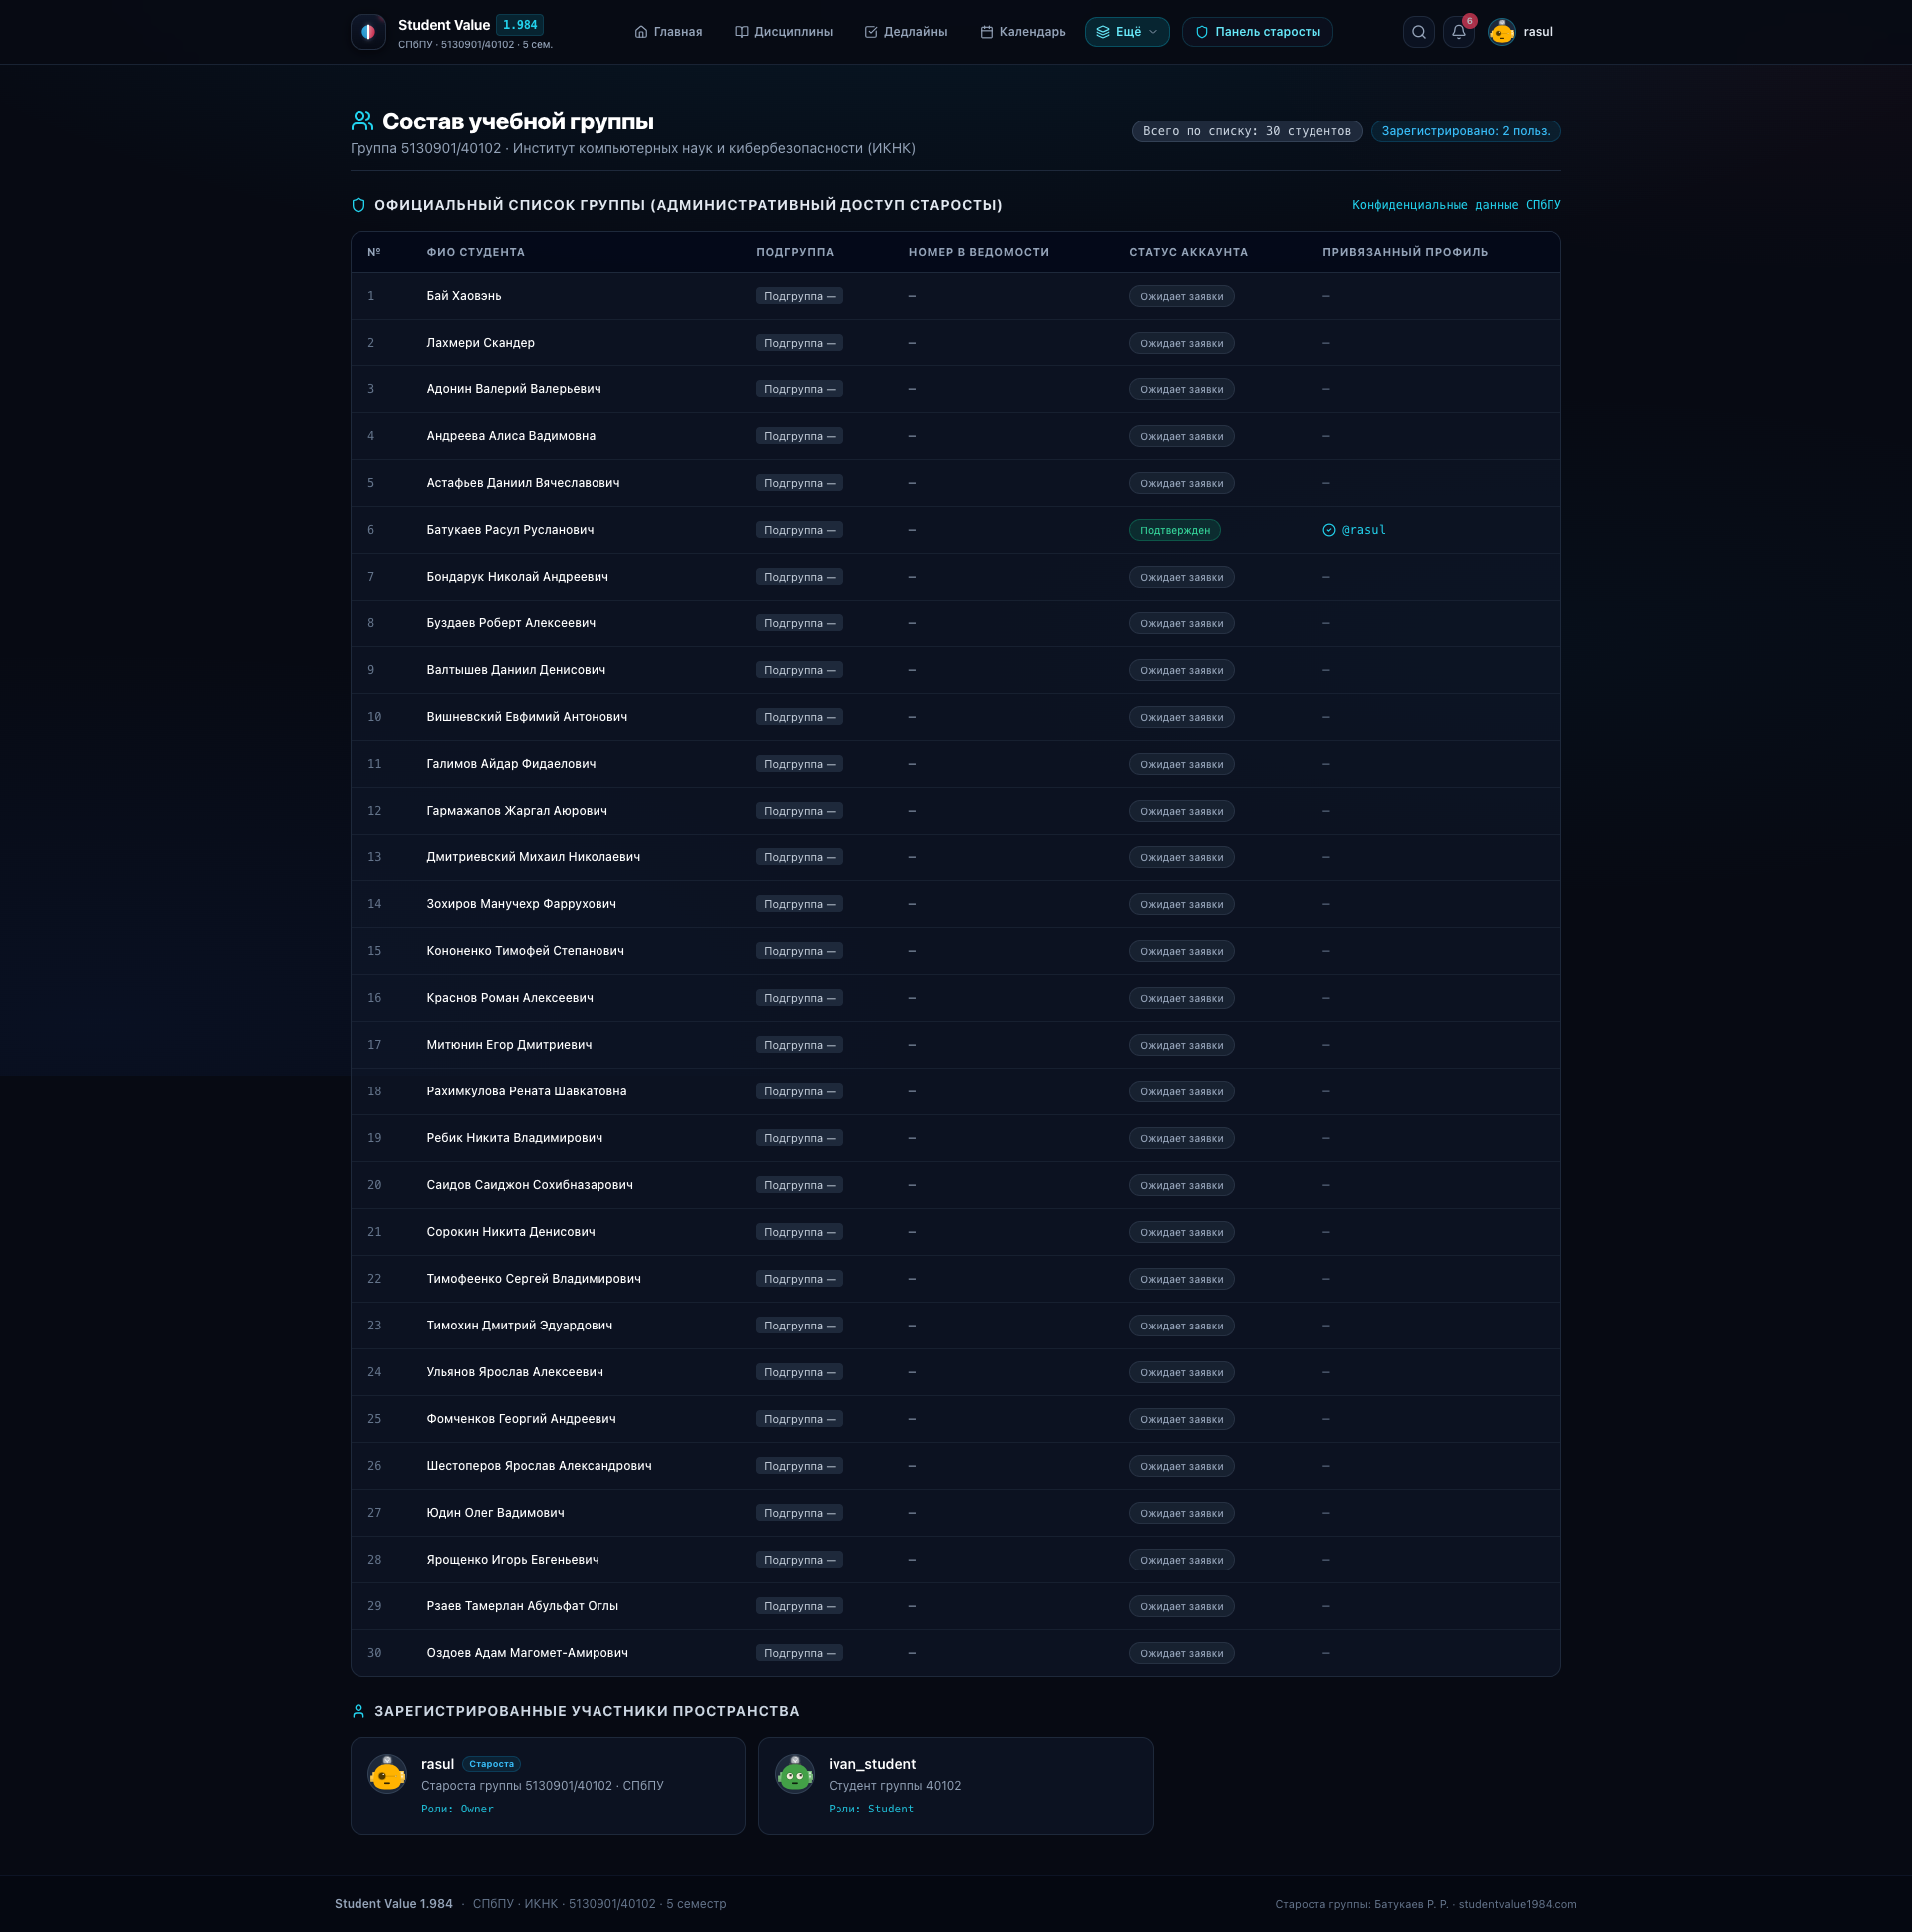 Student Value 1.984
СПбПУ · 5130901/40102 · 5 сем.
Главная Дисциплины Дедлайны Календарь Ещё Панель старосты 6 rasul
Состав учебной группы
Группа 5130901/40102 · Институт компьютерных наук и кибербезопасности (ИКНК)
Всего по списку: 30 студентов Зарегистрировано: 2 польз.
ОФИЦИАЛЬНЫЙ СПИСОК ГРУППЫ (АДМИНИСТРАТИВНЫЙ ДОСТУП СТАРОСТЫ) Конфиденциальные данные СПбПУ
№ ФИО СТУДЕНТА ПОДГРУППА НОМЕР В ВЕДОМОСТИ СТАТУС АККАУНТА ПРИВЯЗАННЫЙ ПРОФИЛЬ
1 Бай Хаовэнь Подгруппа — — Ожидает заявки —
2 Лахмери Скандер Подгруппа — — Ожидает заявки —
3 Адонин Валерий Валерьевич Подгруппа — — Ожидает заявки —
4 Андреева Алиса Вадимовна Подгруппа — — Ожидает заявки —
5 Астафьев Даниил Вячеславович Подгруппа — — Ожидает заявки —
6 Батукаев Расул Русланович Подгруппа — — Подтвержден @rasul
7 Бондарук Николай Андреевич Подгруппа — — Ожидает заявки —
8 Буздаев Роберт Алексеевич Подгруппа — — Ожидает заявки —
9 Валтышев Даниил Денисович Подгруппа — — Ожидает заявки —
10 Вишневский Евфимий Антонович Подгруппа — — Ожидает заявки —
11 Галимов Айдар Фидаелович Подгруппа — — Ожидает заявки —
12 Гармажапов Жаргал Аюрович Подгруппа — — Ожидает заявки —
13 Дмитриевский Михаил Николаевич Подгруппа — — Ожидает заявки —
14 Зохиров Манучехр Фаррухович Подгруппа — — Ожидает заявки —
15 Кононенко Тимофей Степанович Подгруппа — — Ожидает заявки —
16 Краснов Роман Алексеевич Подгруппа — — Ожидает заявки —
17 Митюнин Егор Дмитриевич Подгруппа — — Ожидает заявки —
18 Рахимкулова Рената Шавкатовна Подгруппа — — Ожидает заявки —
19 Ребик Никита Владимирович Подгруппа — — Ожидает заявки —
20 Саидов Саиджон Сохибназарович Подгруппа — — Ожидает заявки —
21 Сорокин Никита Денисович Подгруппа — — Ожидает заявки —
22 Тимофеенко Сергей Владимирович Подгруппа — — Ожидает заявки —
23 Тимохин Дмитрий Эдуардович Подгруппа — — Ожидает заявки —
24 Ульянов Ярослав Алексеевич Подгруппа — — Ожидает заявки —
25 Фомченков Георгий Андреевич Подгруппа — — Ожидает заявки —
26 Шестоперов Ярослав Александрович Подгруппа — — Ожидает заявки —
27 Юдин Олег Вадимович Подгруппа — — Ожидает заявки —
28 Ярощенко Игорь Евгеньевич Подгруппа — — Ожидает заявки —
29 Рзаев Тамерлан Абульфат Оглы Подгруппа — — Ожидает заявки —
30 Оздоев Адам Магомет-Амирович Подгруппа — — Ожидает заявки —
ЗАРЕГИСТРИРОВАННЫЕ УЧАСТНИКИ ПРОСТРАНСТВА
rasul Староста
Староста группы 5130901/40102 · СПбПУ
Роли: Owner
ivan_student
Студент группы 40102
Роли: Student
Student Value 1.984 · СПбПУ · ИКНК · 5130901/40102 · 5 семестр
Староста группы: Батукаев Р. Р. · studentvalue1984.com